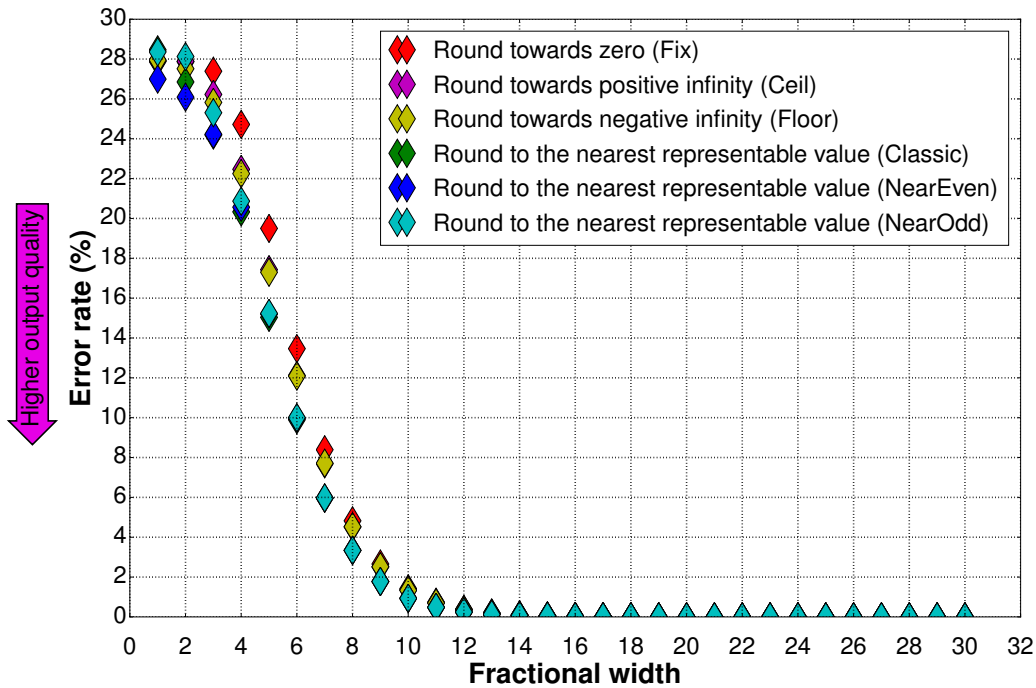 30
28
26
24
22
20
18
16
14
12
10
8
6
4
2
0
Round towards zero (Fix)
Round towards positive infinity (Ceil)
Round towards negative infinity (Floor)
Round to the nearest representable value (Classic)
Round to the nearest representable value (NearEven)
Round to the nearest representable value (NearOdd)
Higher output quality
Error rate (%)
0 2 4 6 8 10 12 14 16 18 20 22 24 26 28 30 32
Fractional width